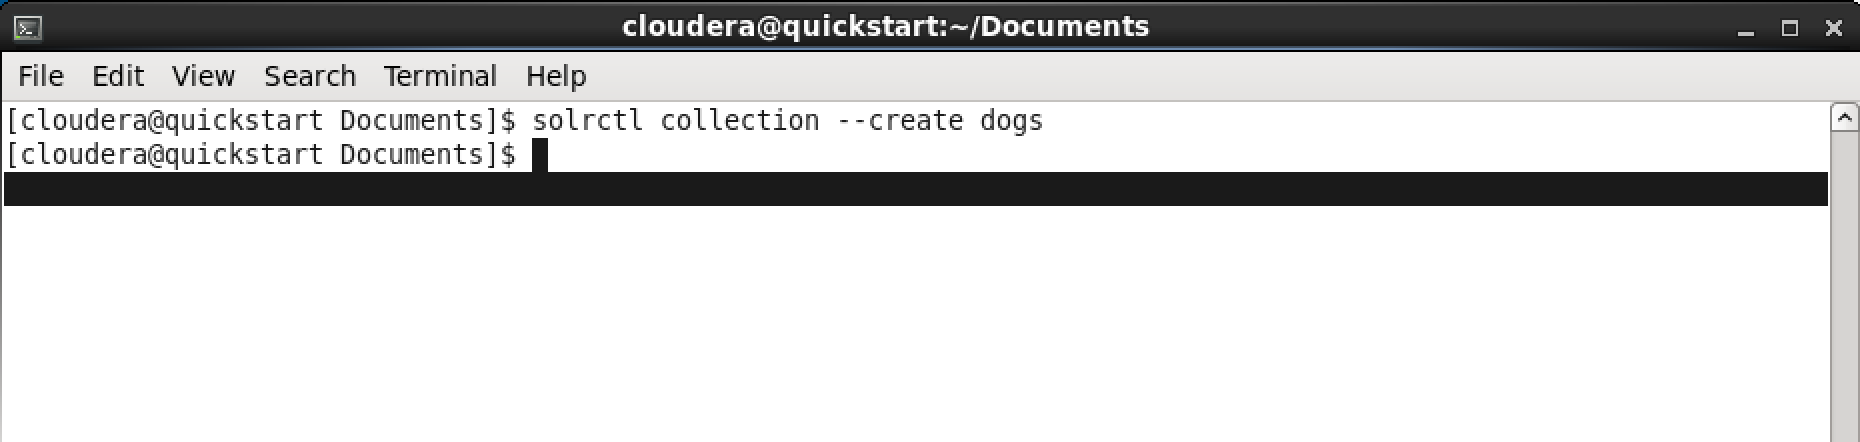 cloudera@quickstart:~/Documents
File Edit View Search Terminal Help
[cloudera@quickstart Documents]$ solrctl collection --create dogs
[cloudera@quickstart Documents]$